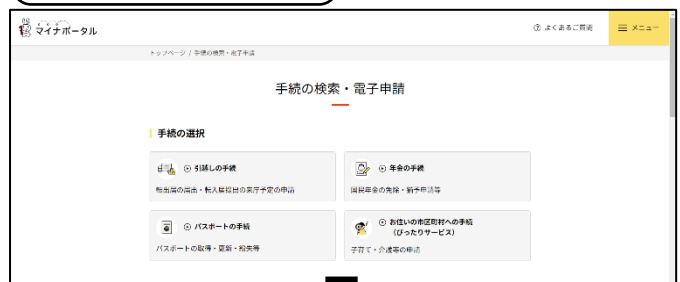 マイナポータル
よくあるご質問
メニュー
トップページ / 手続の検索・電子申請
手続の検索・電子申請
手続の選択
引越しの手続
転出届の届出・転入届提出の来庁予定の申請
年金の手続
国民年金の免除・猶予申請等
パスポートの手続
パスポートの取得・更新・紛失等
お住いの市区町村への手続
(ぴったりサービス)
子育て・介護等の申請